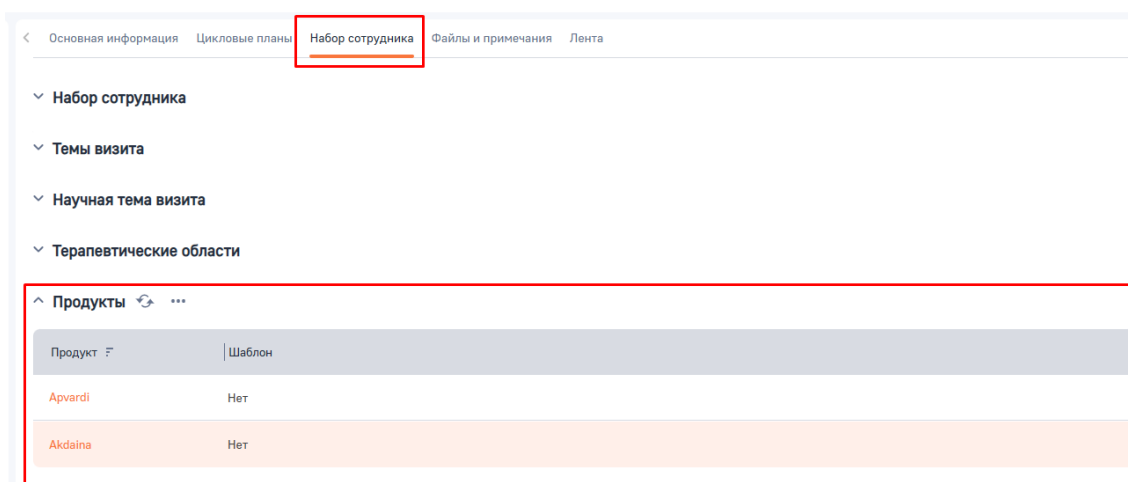 Основная информация Цикловые планы Набор сотрудника Файлы и примечания Лента
Набор сотрудника
Темы визита
Научная тема визита
Терапевтические области
Продукты
Продукт Шаблон
Apvardi Нет
Akdaina Нет